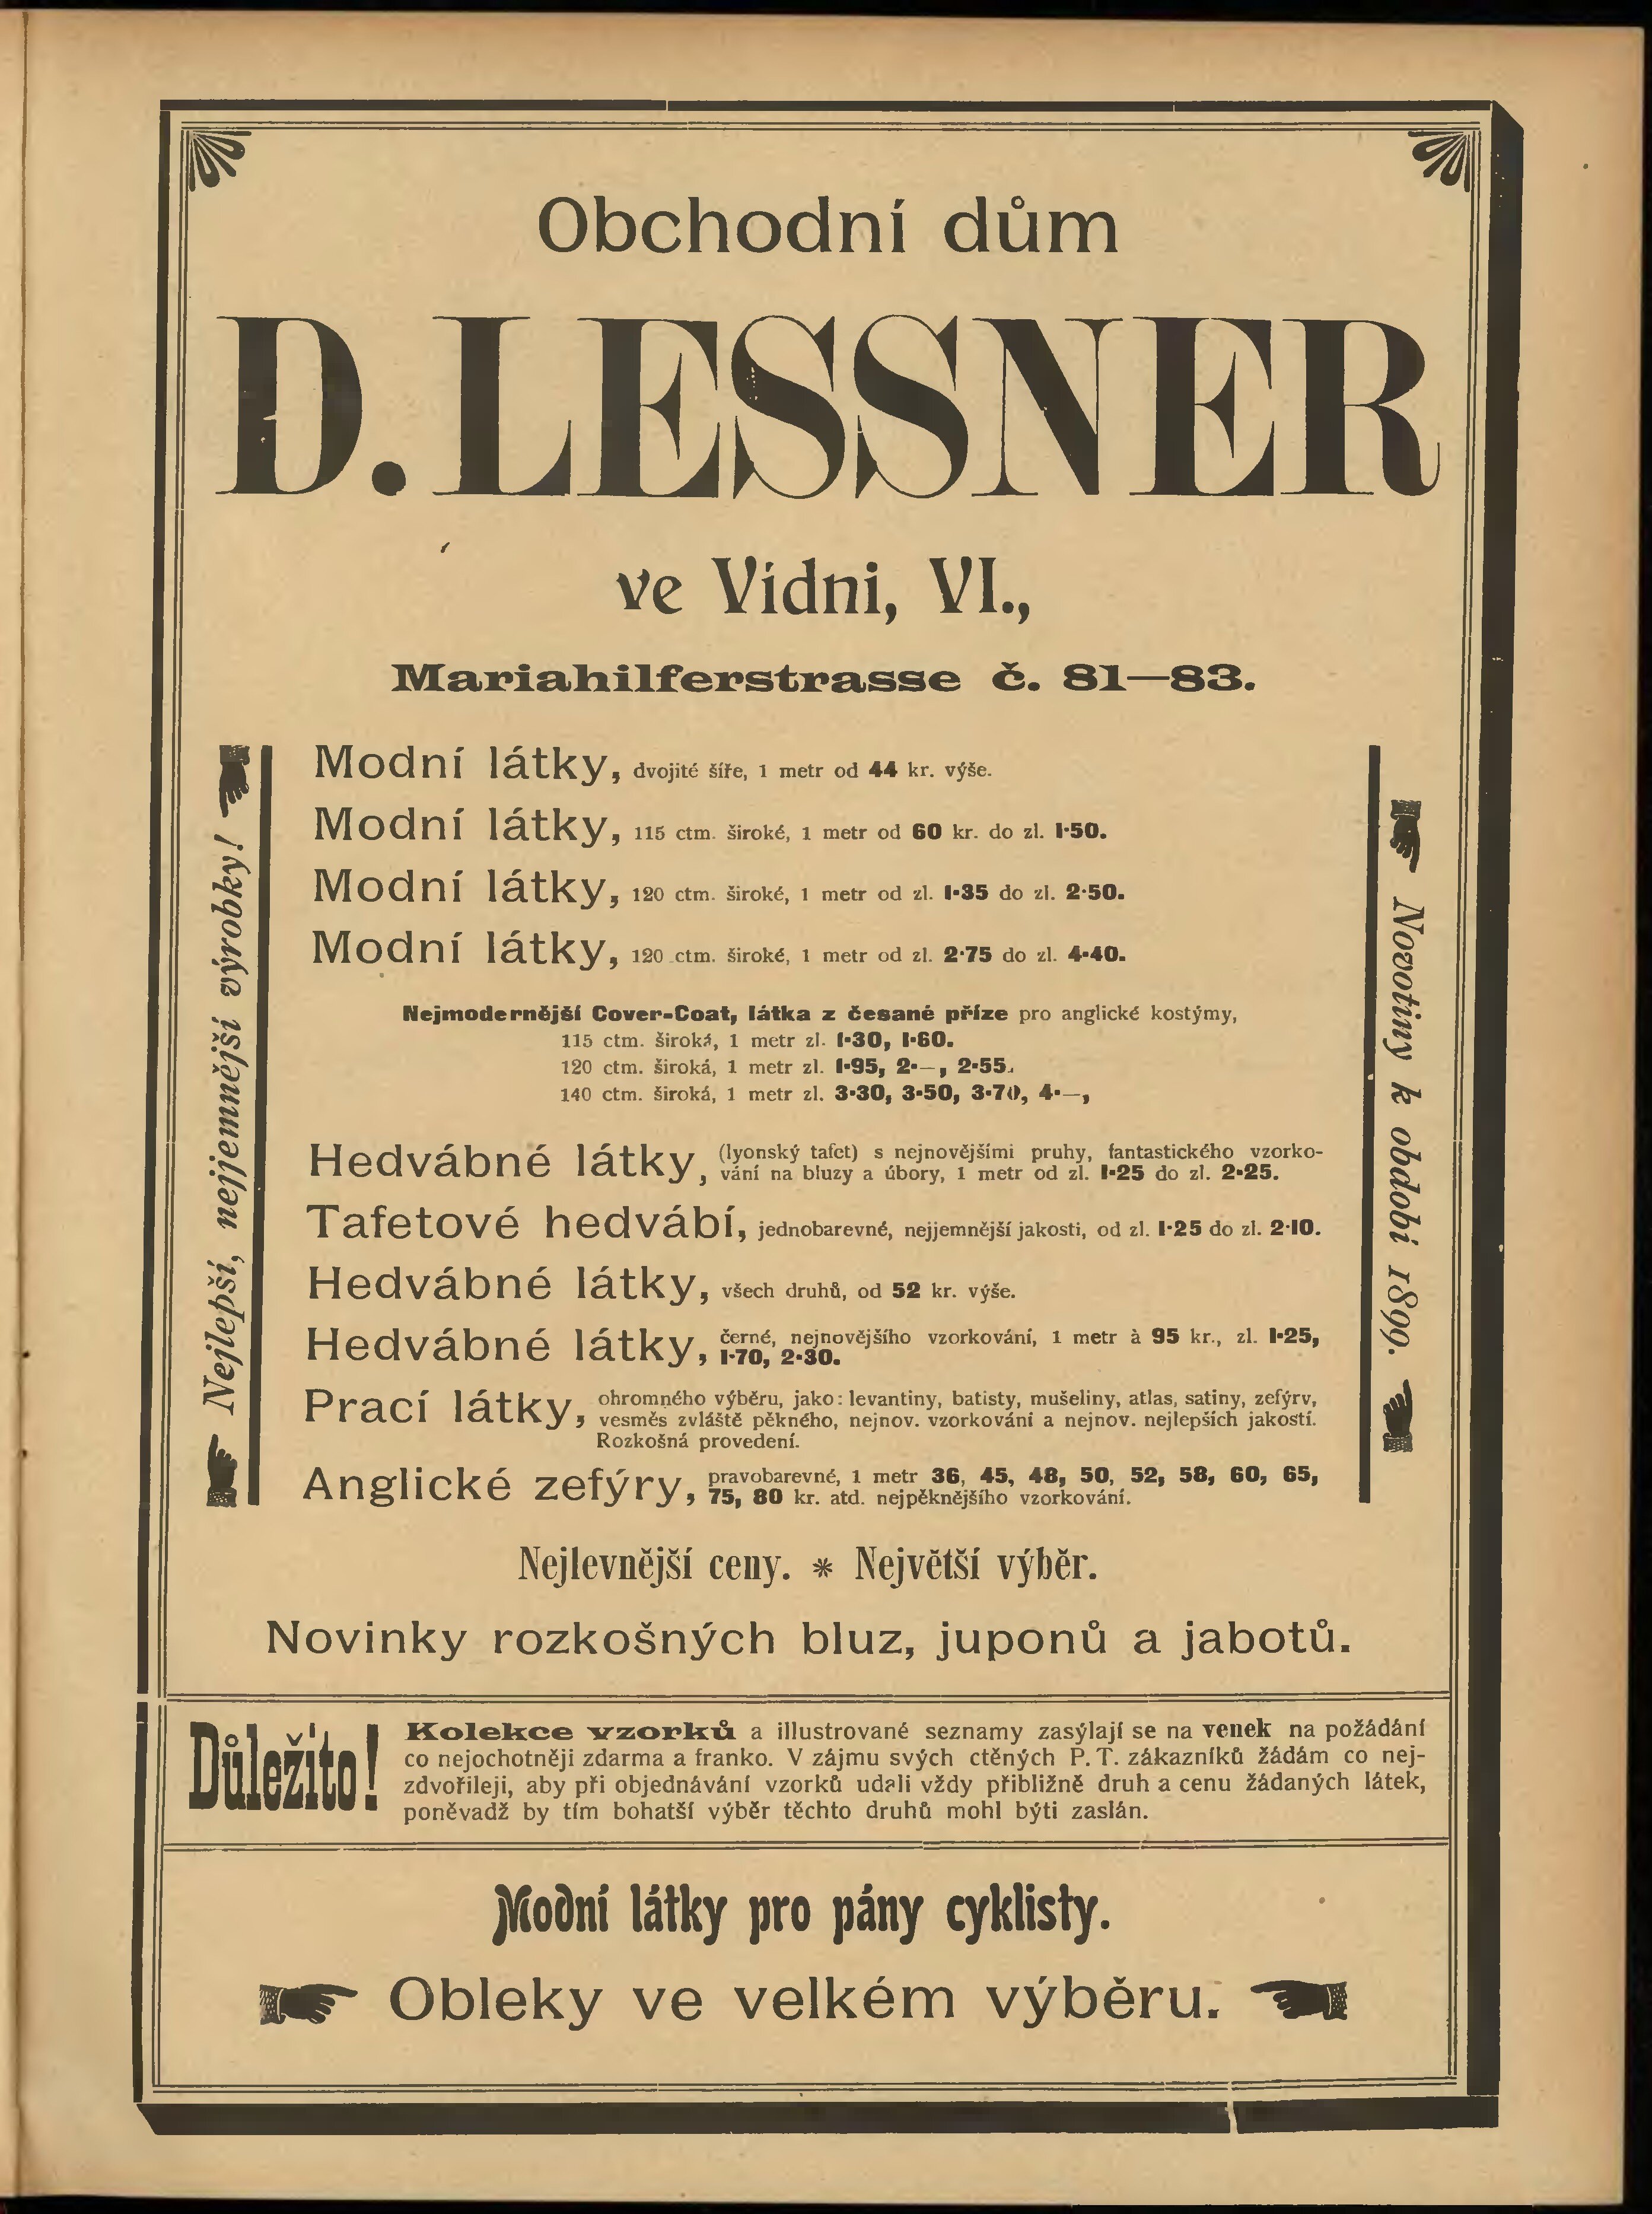 Obchodní dům
D. LESSNER
ve Vídni, VI.,
Mariahilferstrasse č. 81—83.
Nejlepší, nejjemnější výrobky!
Modní látky, dvojité šíře, 1 metr od 44 kr. výše.
Modní látky, 115 ctm. široké, 1 metr od 60 kr. do zl. 1·50.
Modní látky, 120 ctm. široké, 1 metr od zl. 1·35 do zl. 2·50.
Modní látky, 120 ctm. široké, 1 metr od zl. 2·75 do zl. 4·40.
Nejmodernější Cover-Coat, látka z česané příze pro anglické kostýmy,
115 ctm. široká, 1 metr zl. 1·30, 1·60.
120 ctm. široká, 1 metr zl. 1·95, 2·—, 2·55.
140 ctm. široká, 1 metr zl. 3·30, 3·50, 3·70, 4·—,
Hedvábné látky, (lyonský tafet) s nejnovějšími pruhy, fantastického vzorko-
vání na bluzy a úbory, 1 metr od zl. 1·25 do zl. 2·25.
Tafetové hedvábí, jednobarevné, nejjemnější jakosti, od zl. 1·25 do zl. 2·10.
Hedvábné látky, všech druhů, od 52 kr. výše.
Hedvábné látky, černé, nejnovějšího vzorkování, 1 metr à 95 kr., zl. 1·25,
1·70, 2·30.
Prací látky, ohromného výběru, jako: levantiny, batisty, mušeliny, atlas, satiny, zefýry,
vesměs zvláště pěkného, nejnov. vzorkování a nejnov. nejlepších jakostí.
Rozkošná provedení.
Anglické zefýry, pravobarevné, 1 metr 36, 45, 48, 50, 52, 58, 60, 65,
75, 80 kr. atd. nejpěknějšího vzorkování.
Novotiny k období 1899.
Nejlevnější ceny. * Největší výběr.
Novinky rozkošných bluz, juponů a jabotů.
Důležito!
Kolekce vzorků a illustrované seznamy zasýlají se na venek na požádání
co nejochotněji zdarma a franko. V zájmu svých ctěných P. T. zákazníků žádám co nej-
zdvořileji, aby při objednávání vzorků udali vždy přibližně druh a cenu žádaných látek,
poněvadž by tím bohatší výběr těchto druhů mohl býti zaslán.
Modní látky pro pány cyklisty.
Obleky ve velkém výběru.